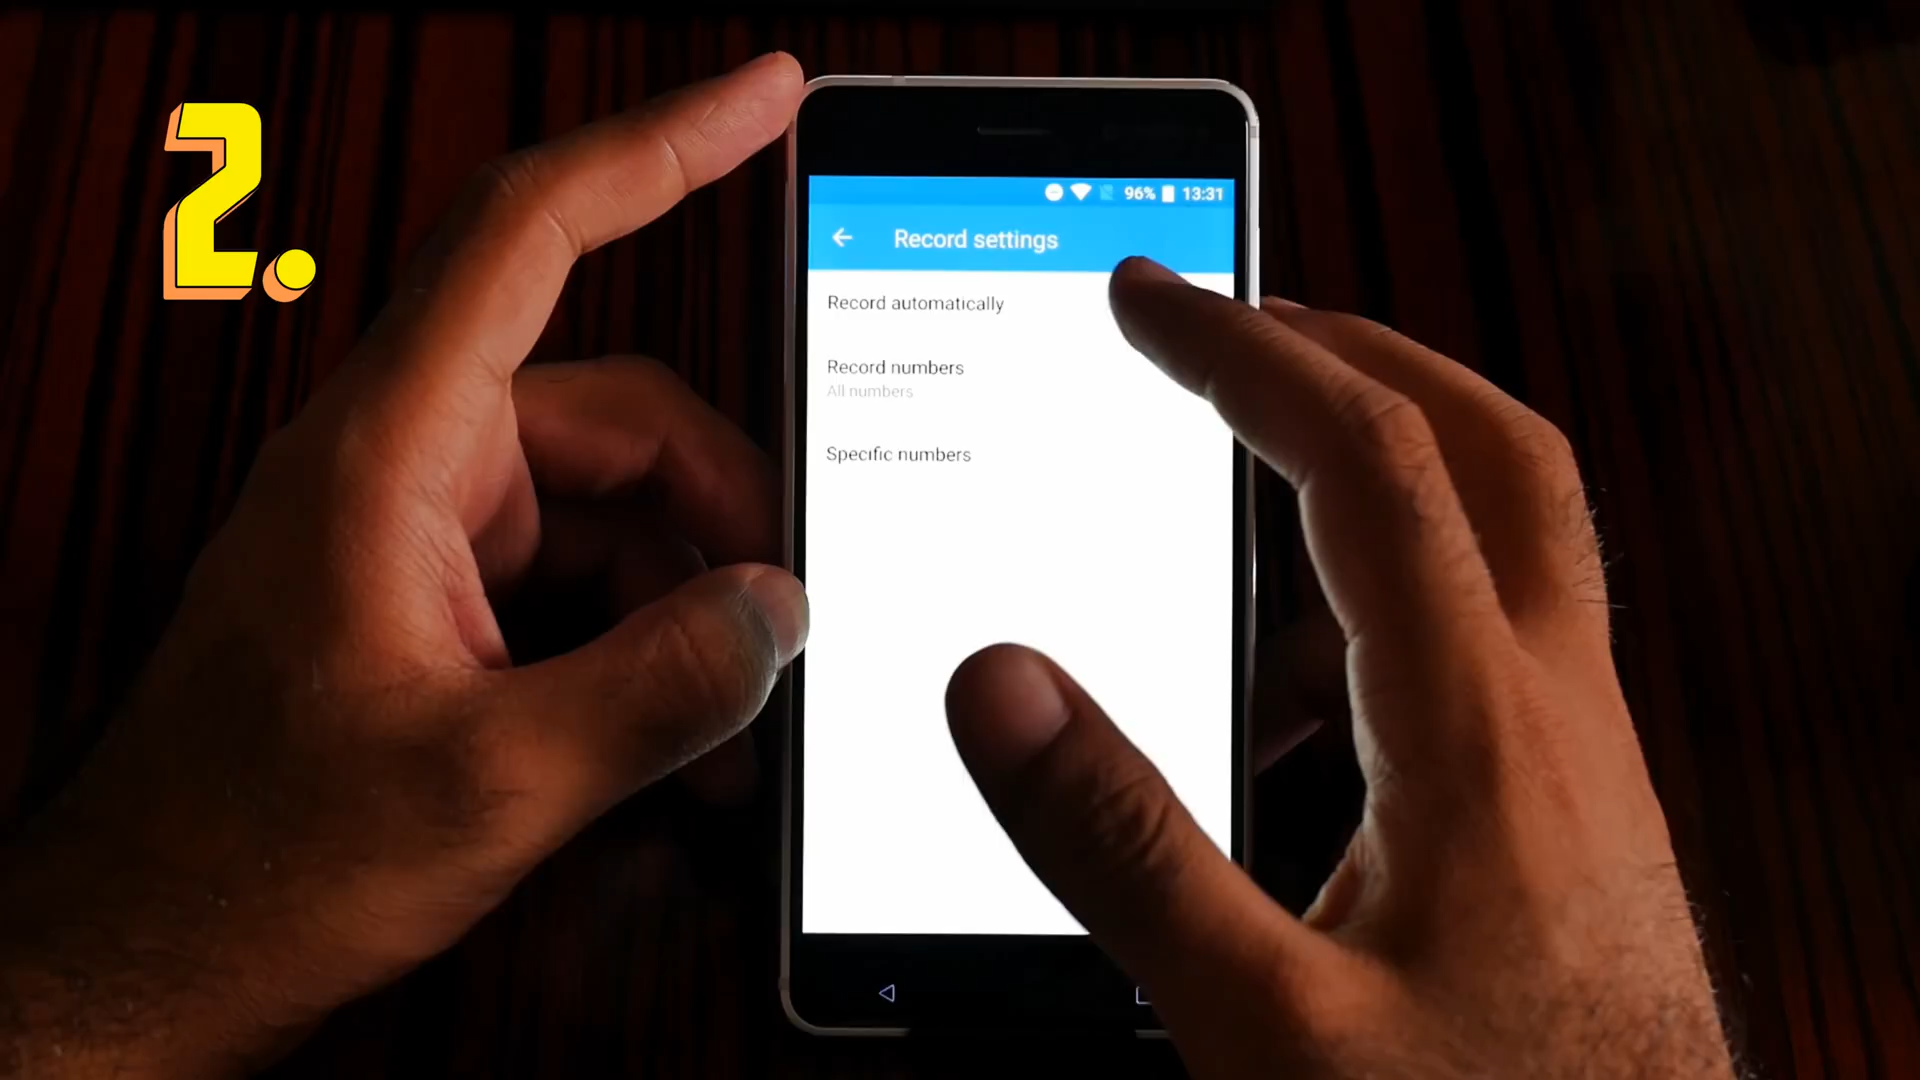 2.
96% 13:31
Record settings
Record automatically
Record numbers
All numbers
Specific numbers